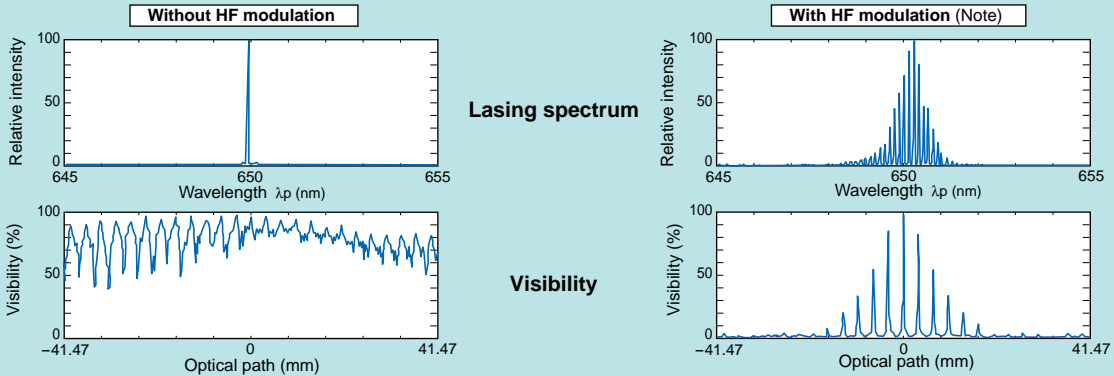 Without HF modulation
With HF modulation (Note)
Relative intensity
100
50
0
645
650
655
Wavelength λp (nm)
Lasing spectrum
Relative intensity
100
50
0
645
650
655
Wavelength λp (nm)
Visibility (%)
100
50
0
−41.47
0
41.47
Optical path (mm)
Visibility
Visibility (%)
100
50
0
−41.47
0
41.47
Optical path (mm)